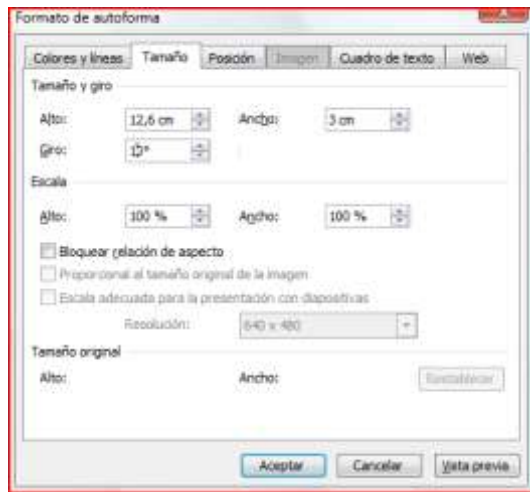 Formato de autoforma
Colores y líneas Tamaño Posición Imagen Cuadro de texto Web
Tamaño y giro
Alto: 12,6 cm Ancho: 3 cm
Giro:
Escala
Alto: 100 % Ancho: 100 %
Bloquear relación de aspecto
Proporcional al tamaño original de la imagen
Escala adecuada para la presentación con diapositivas
Resolución: 640 x 480
Tamaño original
Alto: Ancho: Restablecer
Aceptar Cancelar Vista previa